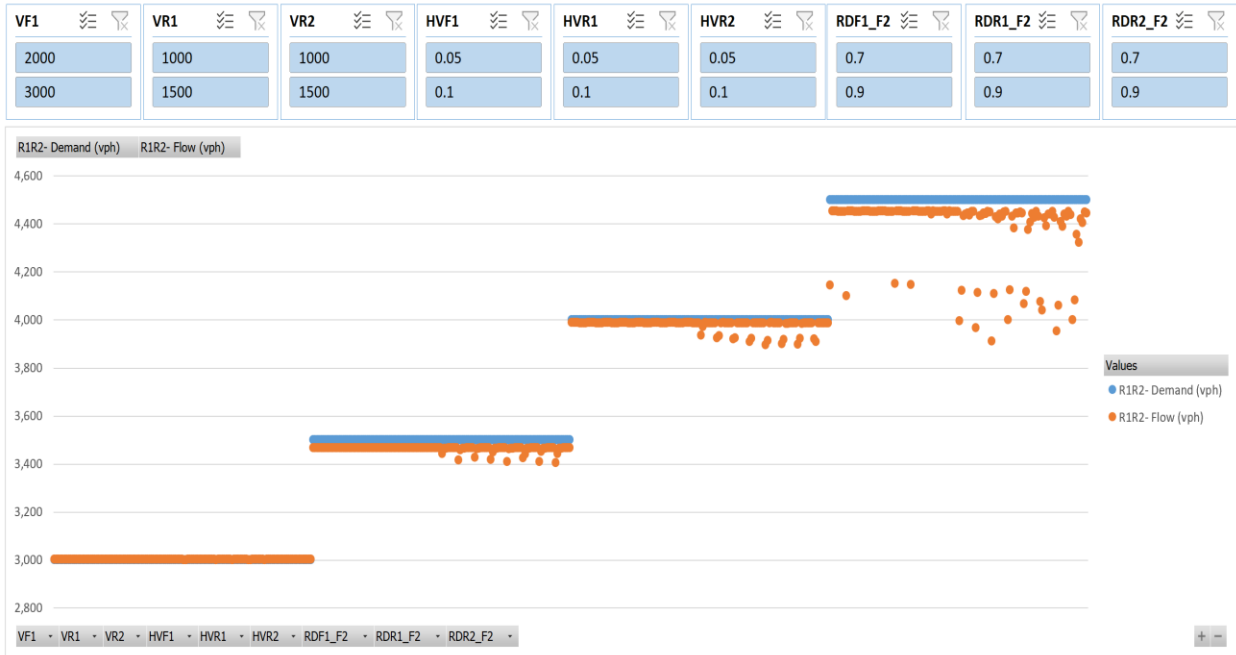 VF1 VR1 VR2 HVF1 HVR1 HVR2 RDF1_F2 RDR1_F2 RDR2_F2
2000 1000 1000 0.05 0.05 0.05 0.7 0.7 0.7
3000 1500 1500 0.1 0.1 0.1 0.9 0.9 0.9
R1R2- Demand (vph) R1R2- Flow (vph)
4,600
4,400
4,200
4,000
3,800
3,600
3,400
3,200
3,000
2,800
Values
R1R2- Demand (vph)
R1R2- Flow (vph)
VF1 VR1 VR2 HVF1 HVR1 HVR2 RDF1_F2 RDR1_F2 RDR2_F2
+ −